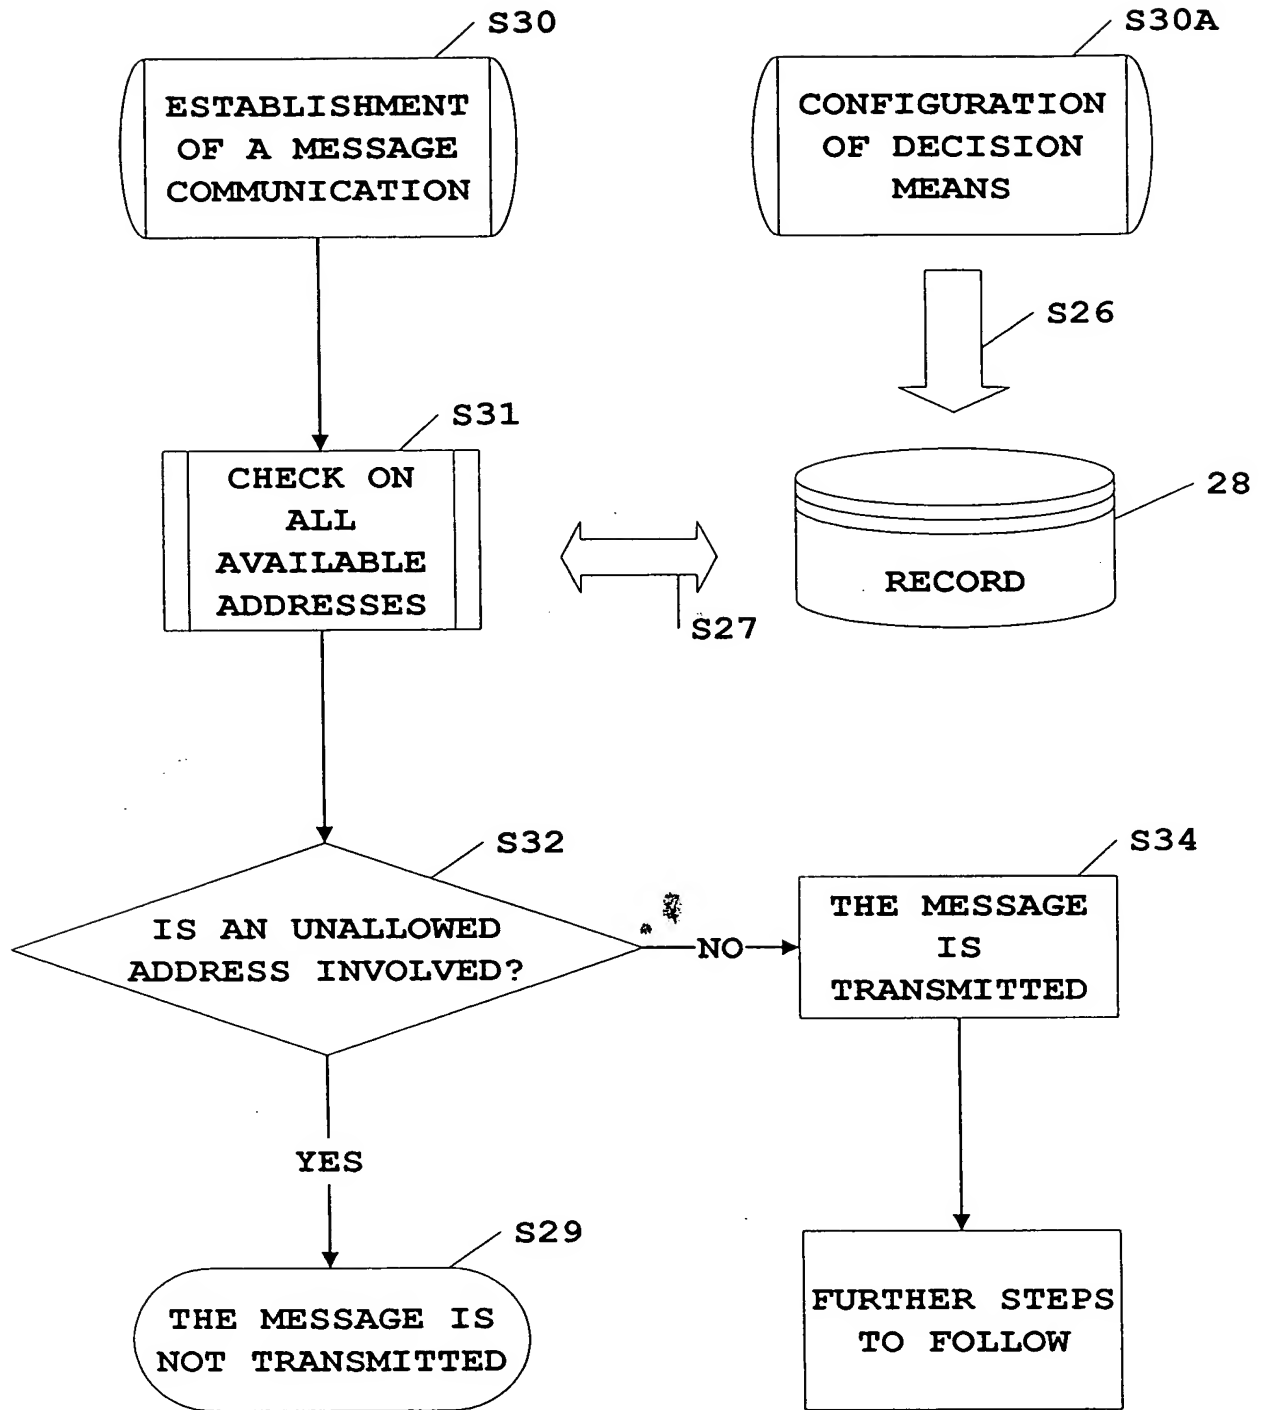 S30
ESTABLISHMENT
OF A MESSAGE
COMMUNICATION
S30A
CONFIGURATION
OF DECISION
MEANS
S26
S31
CHECK ON
ALL
AVAILABLE
ADDRESSES
S27
28
RECORD
S32
IS AN UNALLOWED
ADDRESS INVOLVED?
NO
S34
THE MESSAGE
IS
TRANSMITTED
YES
S29
THE MESSAGE IS
NOT TRANSMITTED
FURTHER STEPS
TO FOLLOW